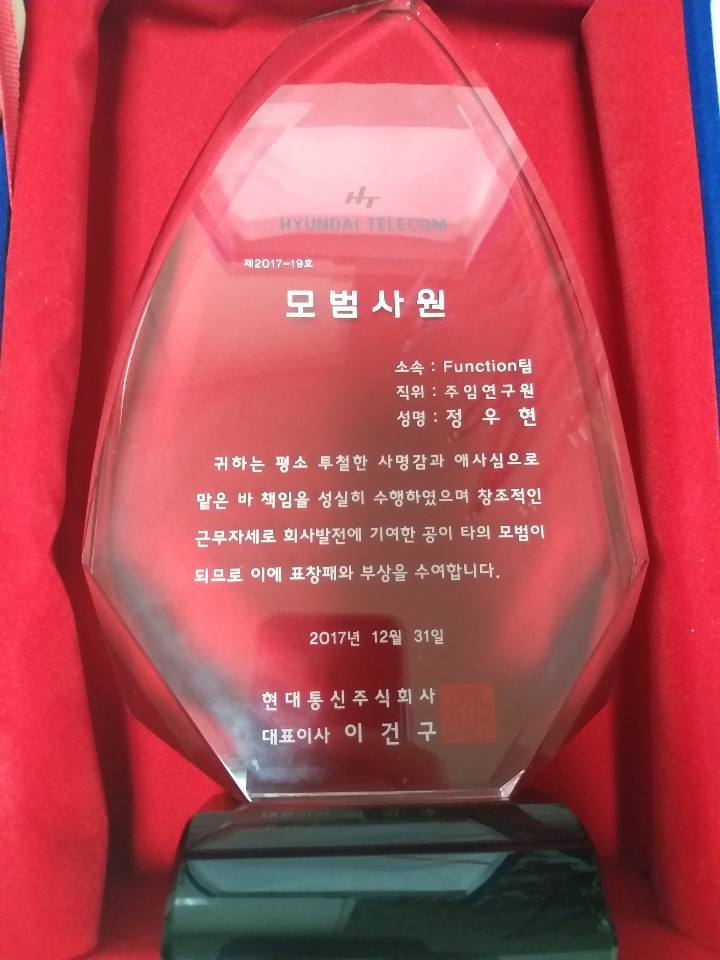 HT
HYUNDAI TELECOM
제2017-19호
모범사원
소속 : Function팀
직위 : 주임연구원
성명 : 정 우 현
귀하는 평소 투철한 사명감과 애사심으로
맡은 바 책임을 성실히 수행하였으며 창조적인
근무자세로 회사발전에 기여한 공이 타의 모범이
되므로 이에 표창패와 부상을 수여합니다.
2017년 12월 31일
현대통신주식회사
대표이사 이 건 구